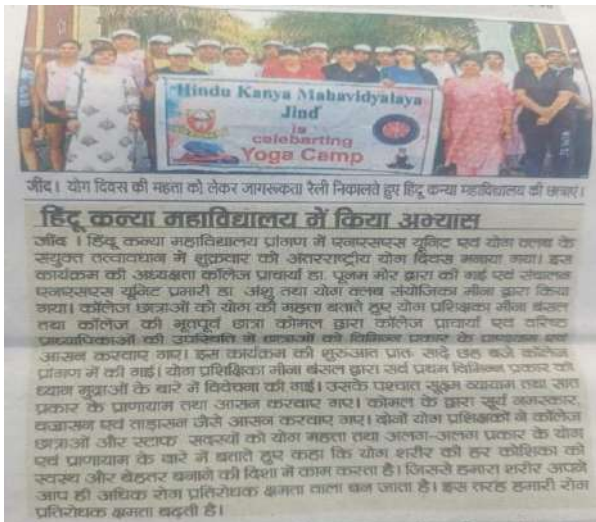 Hindu Kanya Mahavidyalaya
Jind
is
celebarting
Yoga Camp
जींद। योग दिवस की महता को लेकर जागरूकता रैली निकालते हुए हिंदू कन्या महाविद्यालय की छात्राएं।
हिंदू कन्या महाविद्यालय में किया अभ्यास
जींद । हिंदू कन्या महाविद्यालय प्रांगण में एनएसएस यूनिट एवं योग क्लब के
संयुक्त तत्वावधान में शुक्रवार को अंतरराष्ट्रीय योग दिवस मनाया गया। इस
कार्यक्रम की अध्यक्षता कॉलेज प्राचार्या डा. पूनम मोर द्वारा की गई एवं संचालन
एनएसएस यूनिट प्रभारी डा. अंशु तथा योग क्लब संयोजिका मीना द्वारा किया
गया। कॉलेज छात्राओं को योग की महता बताते हुए योग प्रशिक्षिका मीना बंसल
तथा कॉलेज की भूतपूर्व छात्रा कोमल द्वारा कॉलेज प्राचार्या एवं वरिष्ठ
प्राध्यापिकाओं की उपस्थिति में छात्राओं को विभिन्न प्रकार के प्राणायाम एवं
आसन करवाए गए। इस कार्यक्रम की शुरुआत प्रातः साढ़े छह बजे कॉलेज
प्रांगण में की गई। योग प्रशिक्षिका मीना बंसल द्वारा सर्व प्रथम विभिन्न प्रकार की
ध्यान मुद्राओं के बारे में विवेचना की गई। उसके पश्चात सूक्ष्म व्यायाम तथा सात
प्रकार के प्राणायाम तथा आसन करवाए गए। कोमल के द्वारा सूर्य नमस्कार,
वज्रासन एवं ताड़ासन जैसे आसन करवाए गए। दोनों योग प्रशिक्षकों ने कॉलेज
छात्राओं और स्टाफ सदस्यों को योग महता तथा अलग-अलग प्रकार के योग
एवं प्राणायाम के बारे में बताते हुए कहा कि योग शरीर की हर कोशिका को
स्वस्थ और बेहतर बनाने की दिशा में काम करता है। जिससे हमारा शरीर अपने
आप ही अधिक रोग प्रतिरोधक क्षमता वाला बन जाता है। इस तरह हमारी रोग
प्रतिरोधक क्षमता बढ़ती है।